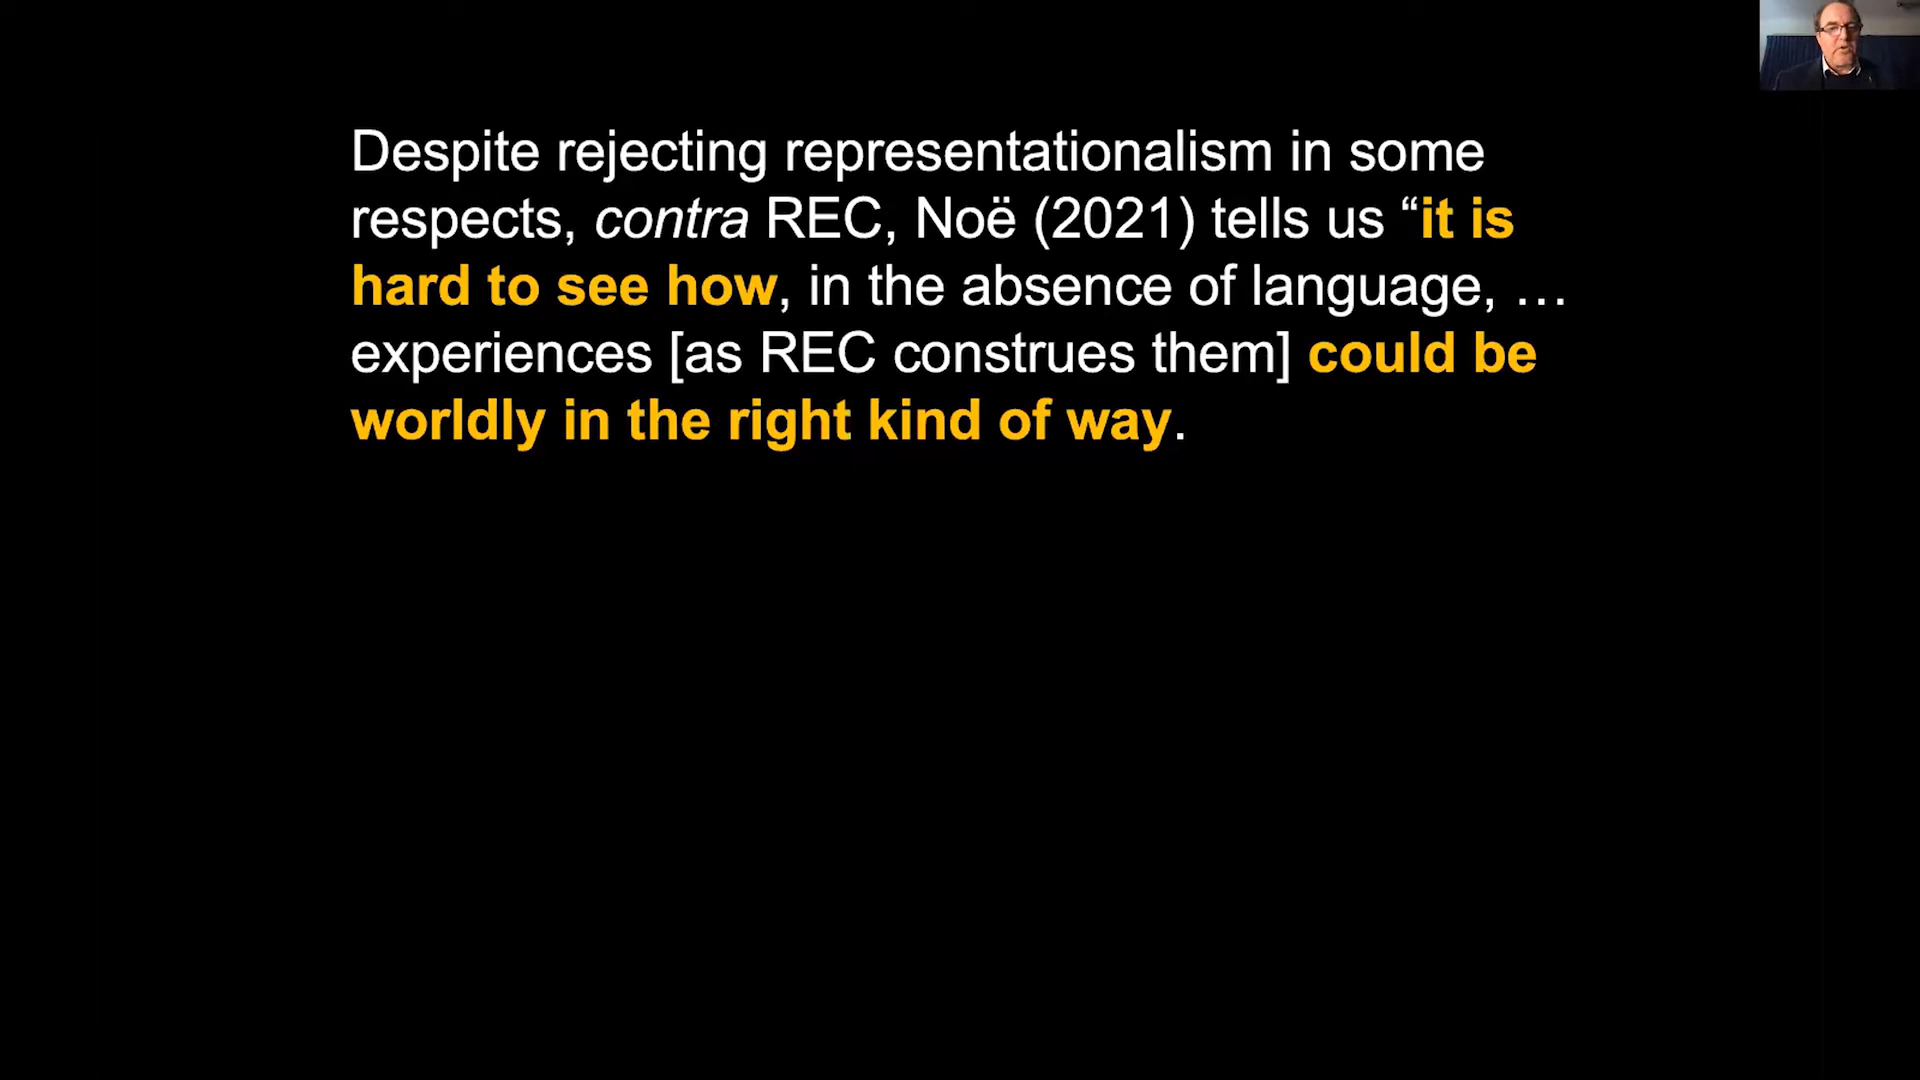 Despite rejecting representationalism in some
respects, contra REC, Noë (2021) tells us “it is
hard to see how, in the absence of language, …
experiences [as REC construes them] could be
worldly in the right kind of way.